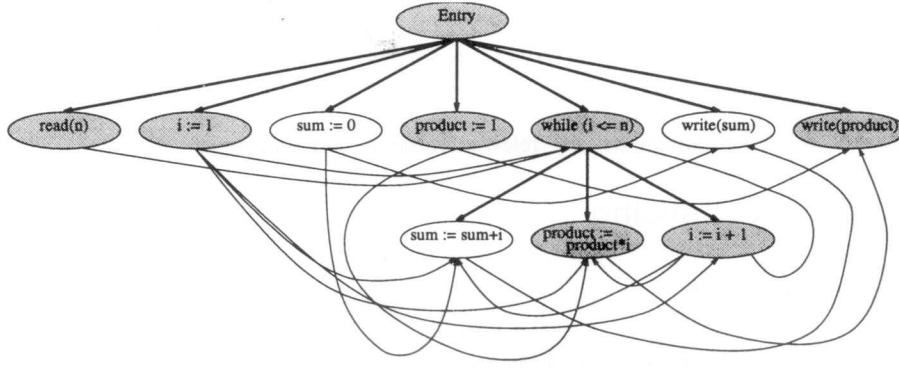 Entry
read(n)
i := 1
sum := 0
product := 1
while (i <= n)
write(sum)
write(product)
sum := sum+i
product :=
product*i
i := i + 1